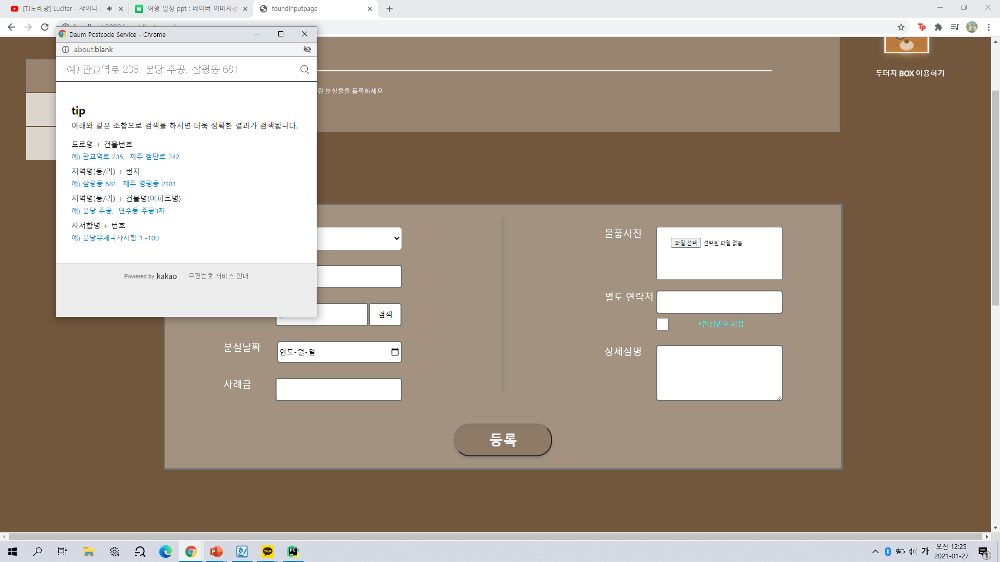 [TJ노래방] Lucifer - 샤이니
여행 일정 ppt : 네이버 이미지검
foundinputpage
Tp
Daum Postcode Service - Chrome
about:blank
예) 판교역로 235, 분당 주공, 삼평동 681
두더지 BOX 이용하기
린 분실물을 등록하세요
tip
아래와 같은 조합으로 검색을 하시면 더욱 정확한 결과가 검색됩니다.
도로명 + 건물번호
예) 판교역로 235, 제주 첨단로 242
지역명(동/리) + 번지
예) 삼평동 681, 제주 영평동 2181
지역명(동/리) + 건물명(아파트명)
예) 분당 주공, 연수동 주공3차
사서함명 + 번호
예) 분당우체국사서함 1~100
Powered by kakao | 우편번호 서비스 안내
검색
분실날짜
연도-월-일
사례금
물품사진
파일 선택 선택된 파일 없음
별도 연락처
*안심번호 사용
상세설명
등록
TALK
PC
가
오전 12:25
2021-01-27
1